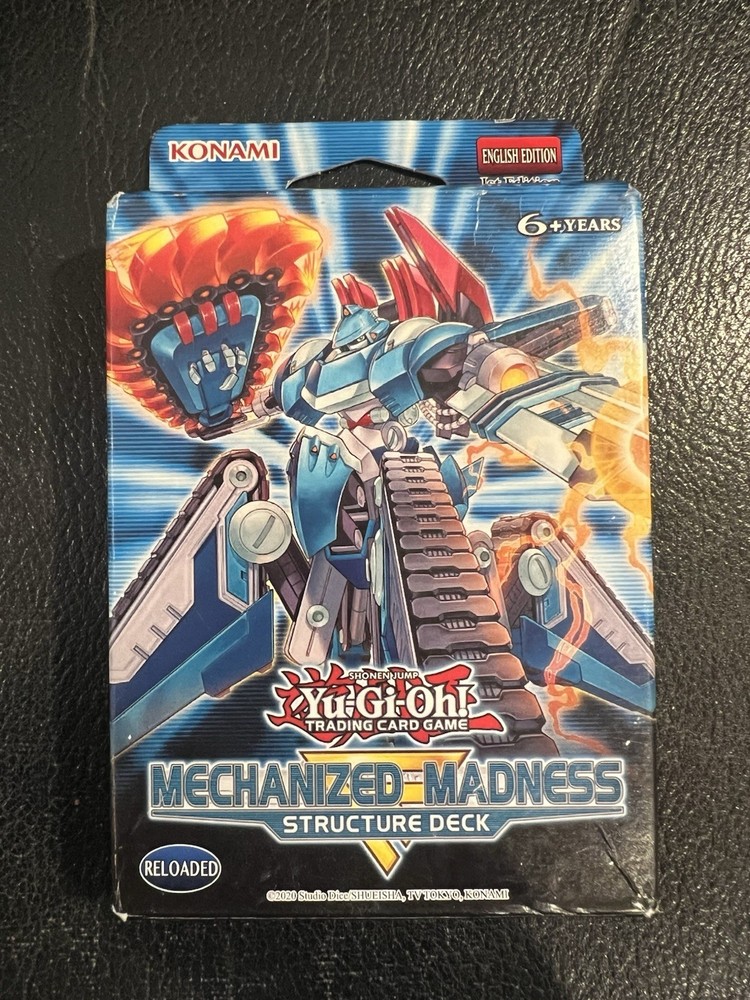 KONAMI
ENGLISH EDITION
6+YEARS
SHONEN JUMP
Yu-Gi-Oh!
TRADING CARD GAME
MECHANIZED MADNESS
STRUCTURE DECK
RELOADED
©2020 Studio Dice/SHUEISHA, TV TOKYO, KONAMI